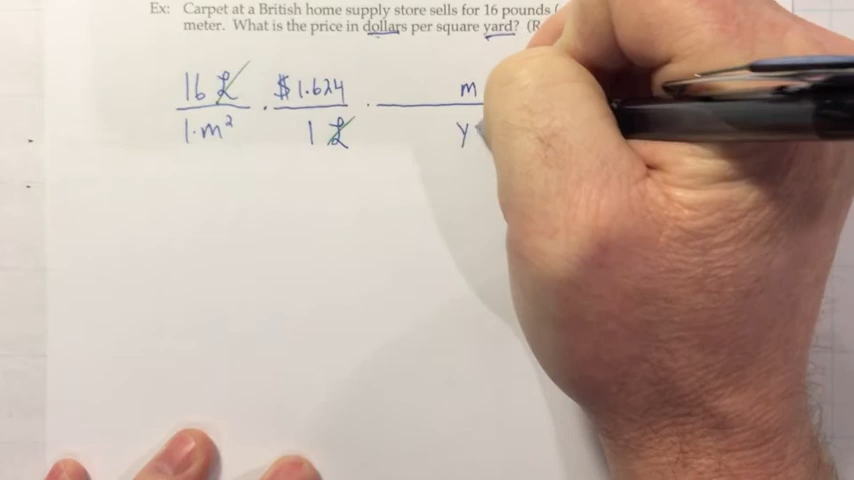 Ex: Carpet at a British home supply store sells for 16 pounds (
meter. What is the price in dollars per square yard? (R
16 £ $ 1.624 m
1·m² · 1 £ · y